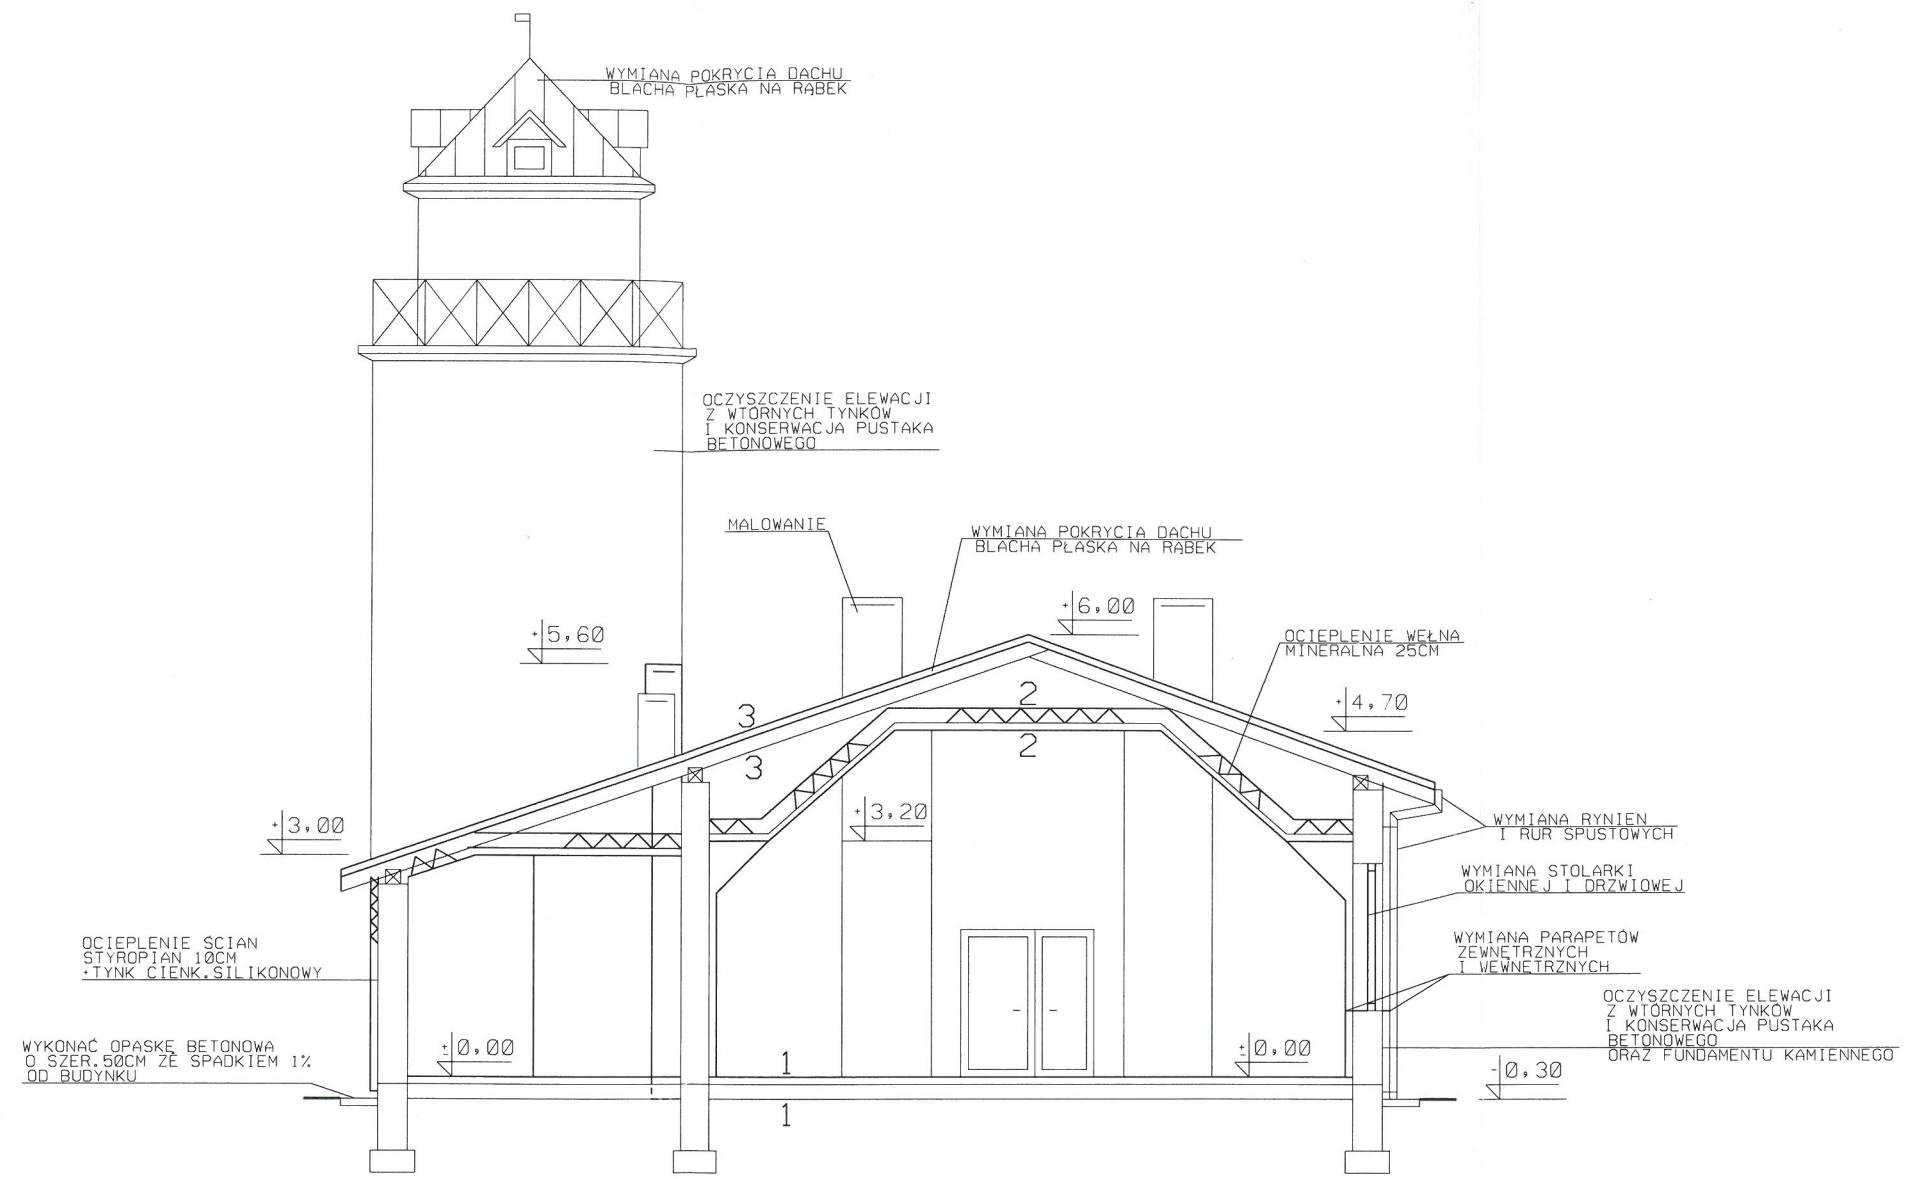 WYMIANA POKRYCIA DACHU
BLACHA PŁASKA NA RĄBEK
OCZYSZCZENIE ELEWACJI
Z WTÓRNYCH TYNKÓW
I KONSERWACJA PUSTAKA
BETONOWEGO
MALOWANIE
WYMIANA POKRYCIA DACHU
BLACHA PŁASKA NA RĄBEK
+6,00
+5,60
OCIEPLENIE WEŁNĄ
MINERALNĄ 25CM
3
2
+4,70
2
3
+3,00
+3,20
WYMIANA RYNIEN
I RUR SPUSTOWYCH
WYMIANA STOLARKI
OKIENNEJ I DRZWIOWEJ
OCIEPLENIE ŚCIAN
STYROPIAN 10CM
+TYNK CIENK.SILIKONOWY
WYMIANA PARAPETÓW
ZEWNĘTRZNYCH
I WEWNĘTRZNYCH
OCZYSZCZENIE ELEWACJI
Z WTÓRNYCH TYNKÓW
I KONSERWACJA PUSTAKA
BETONOWEGO
ORAZ FUNDAMENTU KAMIENNEGO
WYKONAĆ OPASKĘ BETONOWĄ
O SZER.50CM ZE SPADKIEM 1%
OD BUDYNKU
±0,00
1
±0,00
-0,30
1